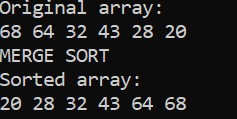 Original array:
68 64 32 43 28 20
MERGE SORT
Sorted array:
20 28 32 43 64 68